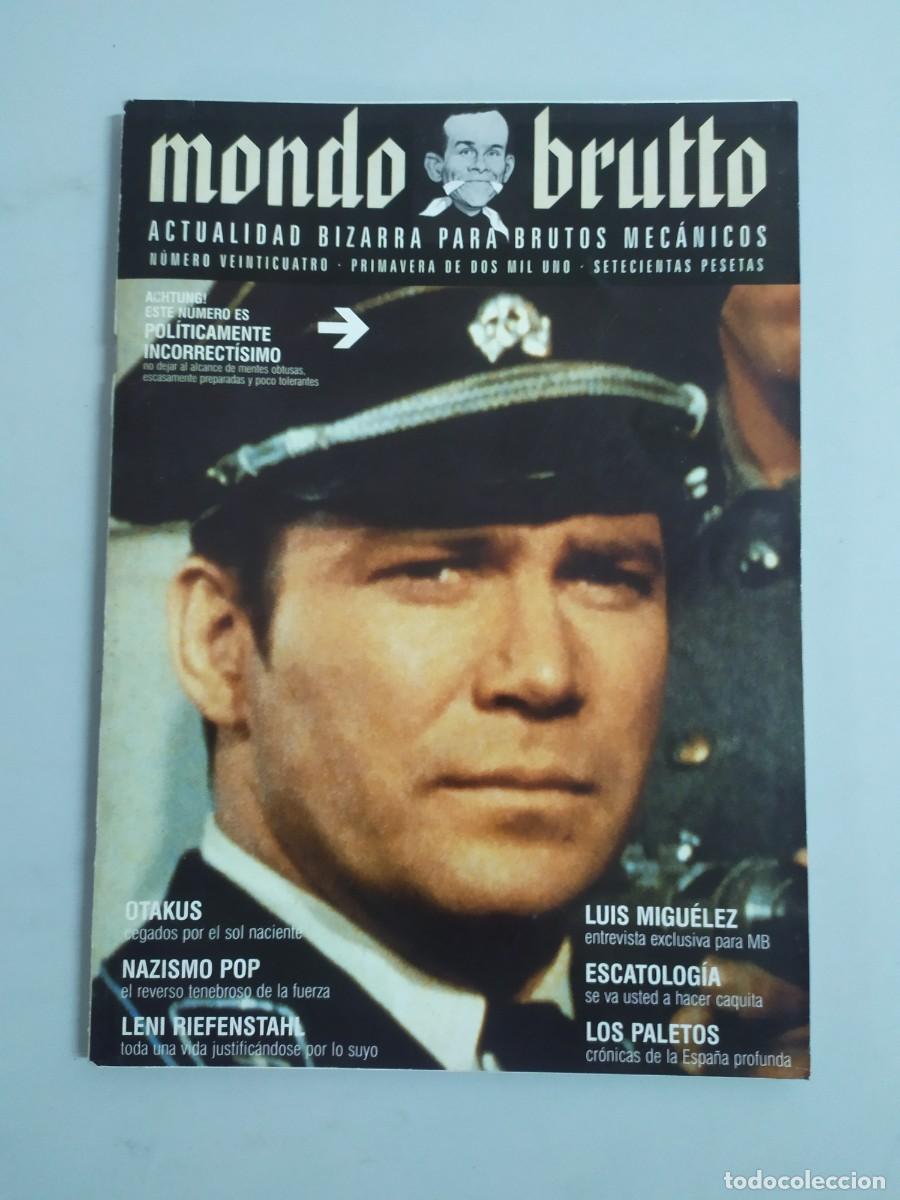 mondo brutto
ACTUALIDAD BIZARRA PARA BRUTOS MECÁNICOS
NÚMERO VEINTICUATRO · PRIMAVERA DE DOS MIL UNO · SETECIENTAS PESETAS
ACHTUNG!
ESTE NÚMERO ES
POLÍTICAMENTE
INCORRECTÍSIMO
no dejar al alcance de mentes obtusas,
escasamente preparadas y poco tolerantes
OTAKUS
cegados por el sol naciente
NAZISMO POP
el reverso tenebroso de la fuerza
LENI RIEFENSTAHL
toda una vida justificándose por lo suyo
LUIS MIGUÉLEZ
entrevista exclusiva para MB
ESCATOLOGÍA
se va usted a hacer caquita
LOS PALETOS
crónicas de la España profunda
todocoleccion